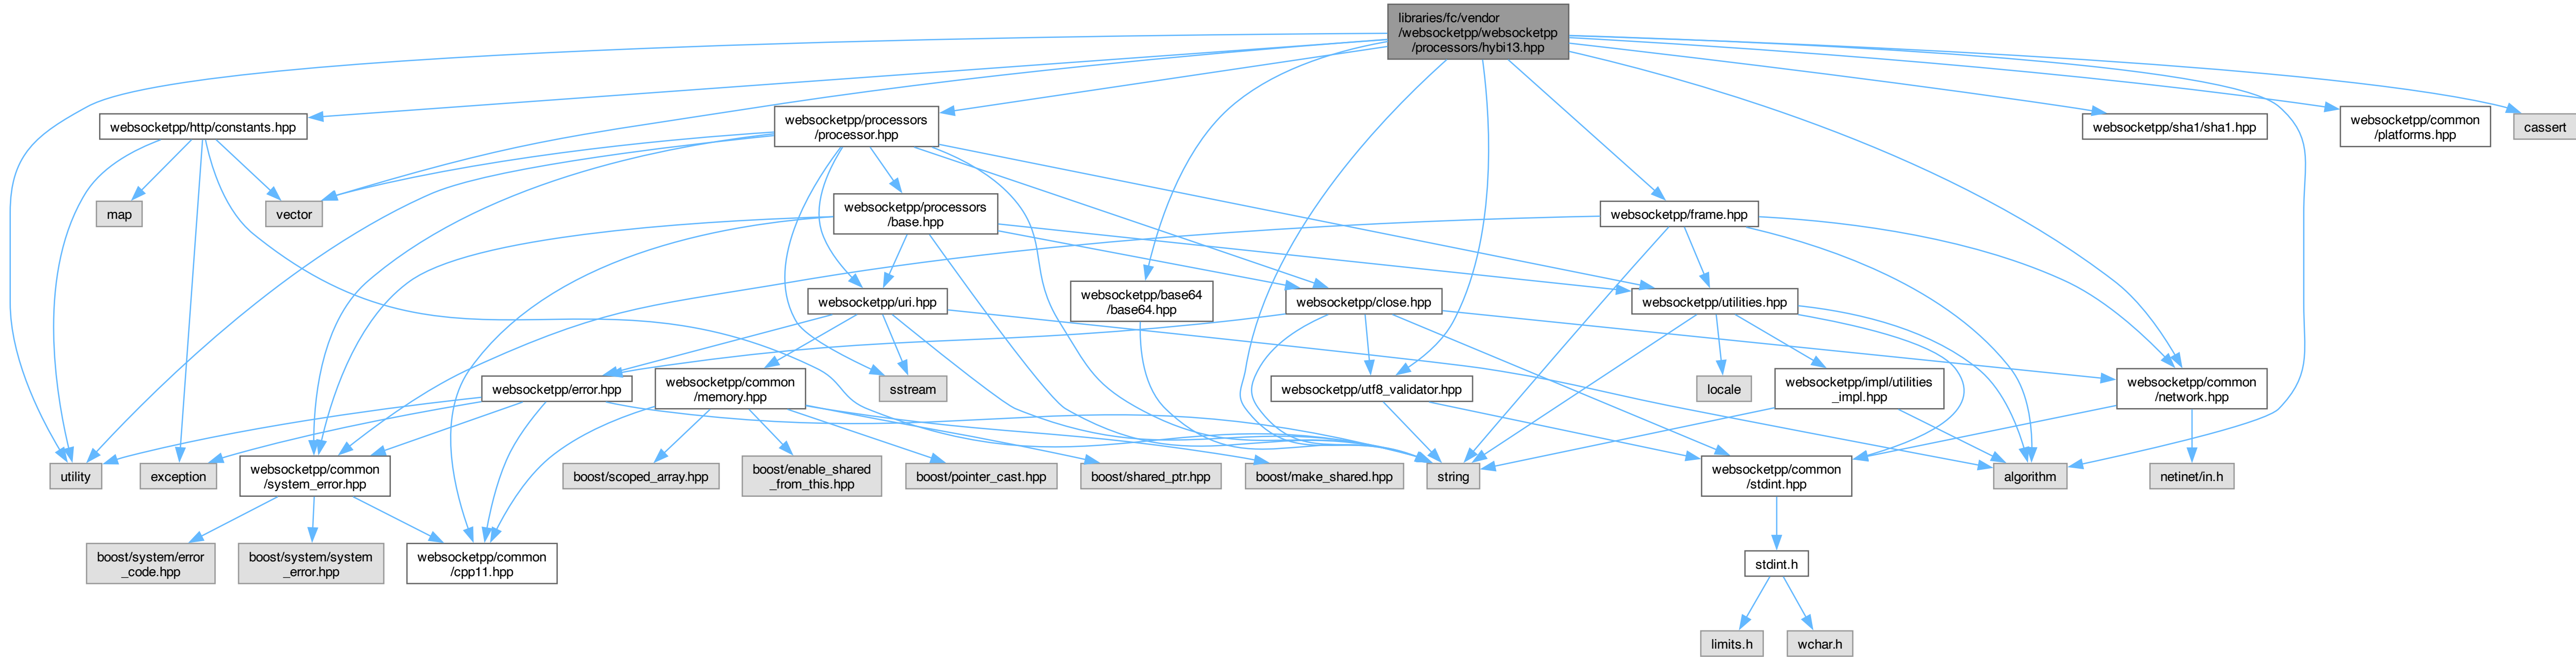 libraries/fc/vendor
/websocketpp/websocketpp
/processors/hybi13.hpp
websocketpp/http/constants.hpp
websocketpp/processors
/processor.hpp
websocketpp/sha1/sha1.hpp
websocketpp/common
/platforms.hpp
cassert
map
vector
websocketpp/processors
/base.hpp
websocketpp/frame.hpp
websocketpp/uri.hpp
websocketpp/base64
/base64.hpp
websocketpp/close.hpp
websocketpp/utilities.hpp
websocketpp/error.hpp
websocketpp/common
/memory.hpp
sstream
websocketpp/utf8_validator.hpp
locale
websocketpp/impl/utilities
_impl.hpp
websocketpp/common
/network.hpp
utility
exception
websocketpp/common
/system_error.hpp
boost/scoped_array.hpp
boost/enable_shared
_from_this.hpp
boost/pointer_cast.hpp
boost/shared_ptr.hpp
boost/make_shared.hpp
string
websocketpp/common
/stdint.hpp
algorithm
netinet/in.h
boost/system/error
_code.hpp
boost/system/system
_error.hpp
websocketpp/common
/cpp11.hpp
stdint.h
limits.h
wchar.h